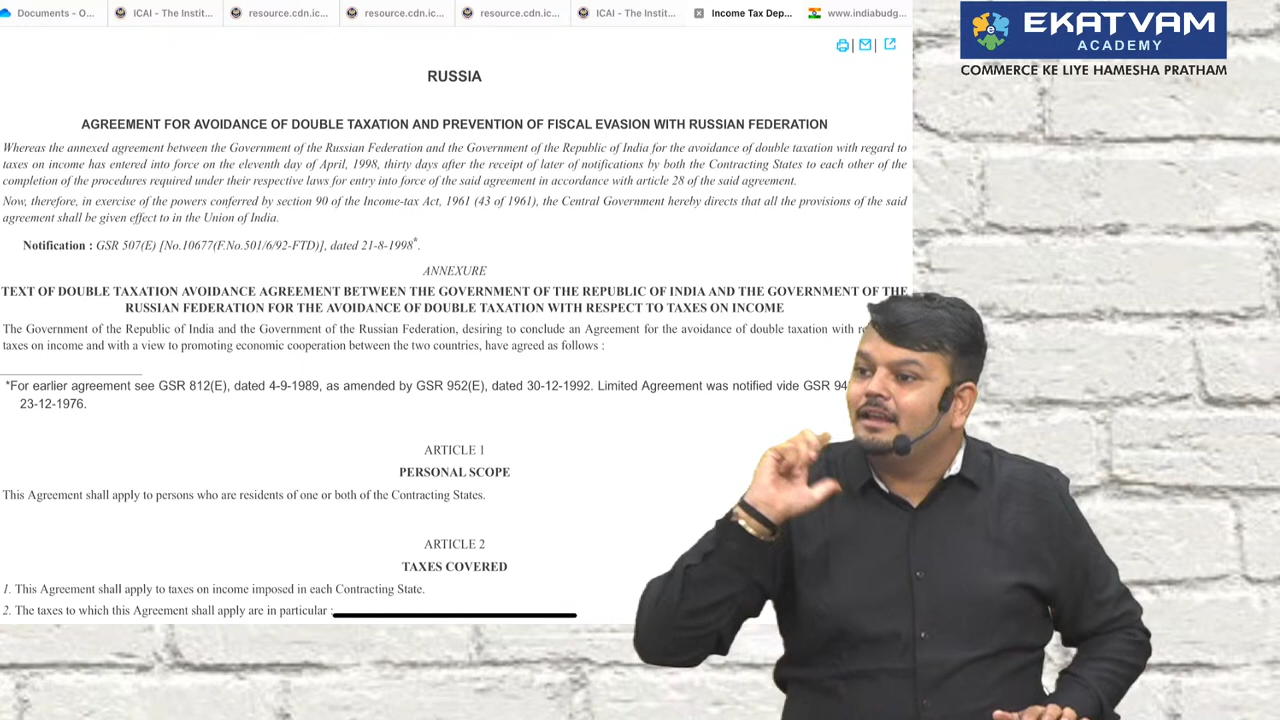 Documents - O...
ICAI - The Instit...
resource.cdn.ic...
resource.cdn.ic...
resource.cdn.ic...
ICAI - The Instit...
Income Tax Dep...
www.indiabudg...
EKATVAM
ACADEMY
COMMERCE KE LIYE HAMESHA PRATHAM
RUSSIA
AGREEMENT FOR AVOIDANCE OF DOUBLE TAXATION AND PREVENTION OF FISCAL EVASION WITH RUSSIAN FEDERATION
Whereas the annexed agreement between the Government of the Russian Federation and the Government of the Republic of India for the avoidance of double taxation with regard to
taxes on income has entered into force on the eleventh day of April, 1998, thirty days after the receipt of later of notifications by both the Contracting States to each other of the
completion of the procedures required under their respective laws for entry into force of the said agreement in accordance with article 28 of the said agreement.
Now, therefore, in exercise of the powers conferred by section 90 of the Income-tax Act, 1961 (43 of 1961), the Central Government hereby directs that all the provisions of the said
agreement shall be given effect to in the Union of India.
Notification : GSR 507(E) [No.10677(F.No.501/6/92-FTD)], dated 21-8-1998*.
ANNEXURE
TEXT OF DOUBLE TAXATION AVOIDANCE AGREEMENT BETWEEN THE GOVERNMENT OF THE REPUBLIC OF INDIA AND THE GOVERNMENT OF THE
RUSSIAN FEDERATION FOR THE AVOIDANCE OF DOUBLE TAXATION WITH RESPECT TO TAXES ON INCOME
The Government of the Republic of India and the Government of the Russian Federation, desiring to conclude an Agreement for the avoidance of double taxation with
taxes on income and with a view to promoting economic cooperation between the two countries, have agreed as follows :
*For earlier agreement see GSR 812(E), dated 4-9-1989, as amended by GSR 952(E), dated 30-12-1992. Limited Agreement was notified vide GSR
23-12-1976.
ARTICLE 1
PERSONAL SCOPE
This Agreement shall apply to persons who are residents of one or both of the Contracting States.
ARTICLE 2
TAXES COVERED
1. This Agreement shall apply to taxes on income imposed in each Contracting State.
2. The taxes to which this Agreement shall apply are in particular :